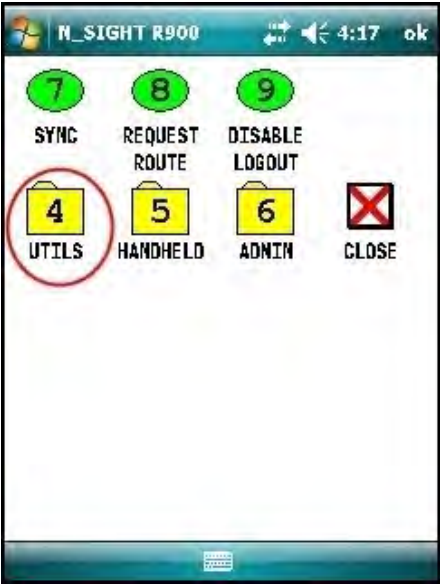 N_SIGHT R900 4:17 ok
7 8 9
SYNC REQUEST ROUTE DISABLE LOGOUT
4 5 6
UTILS HANDHELD ADMIN CLOSE